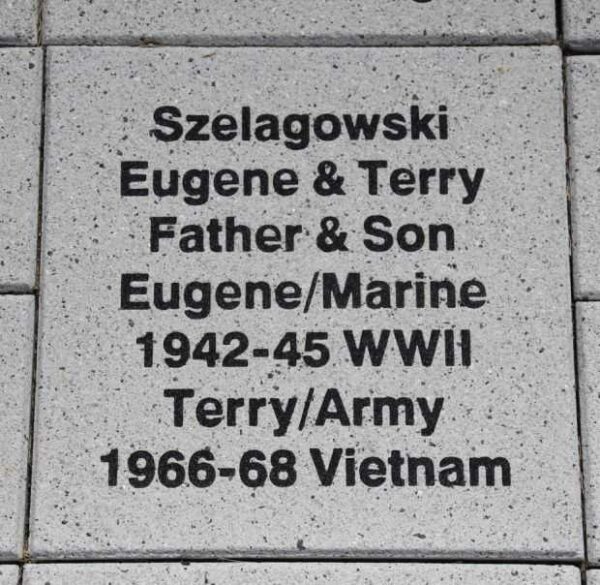 Szelagowski
Eugene & Terry
Father & Son
Eugene/Marine
1942-45 WWII
Terry/Army
1966-68 Vietnam